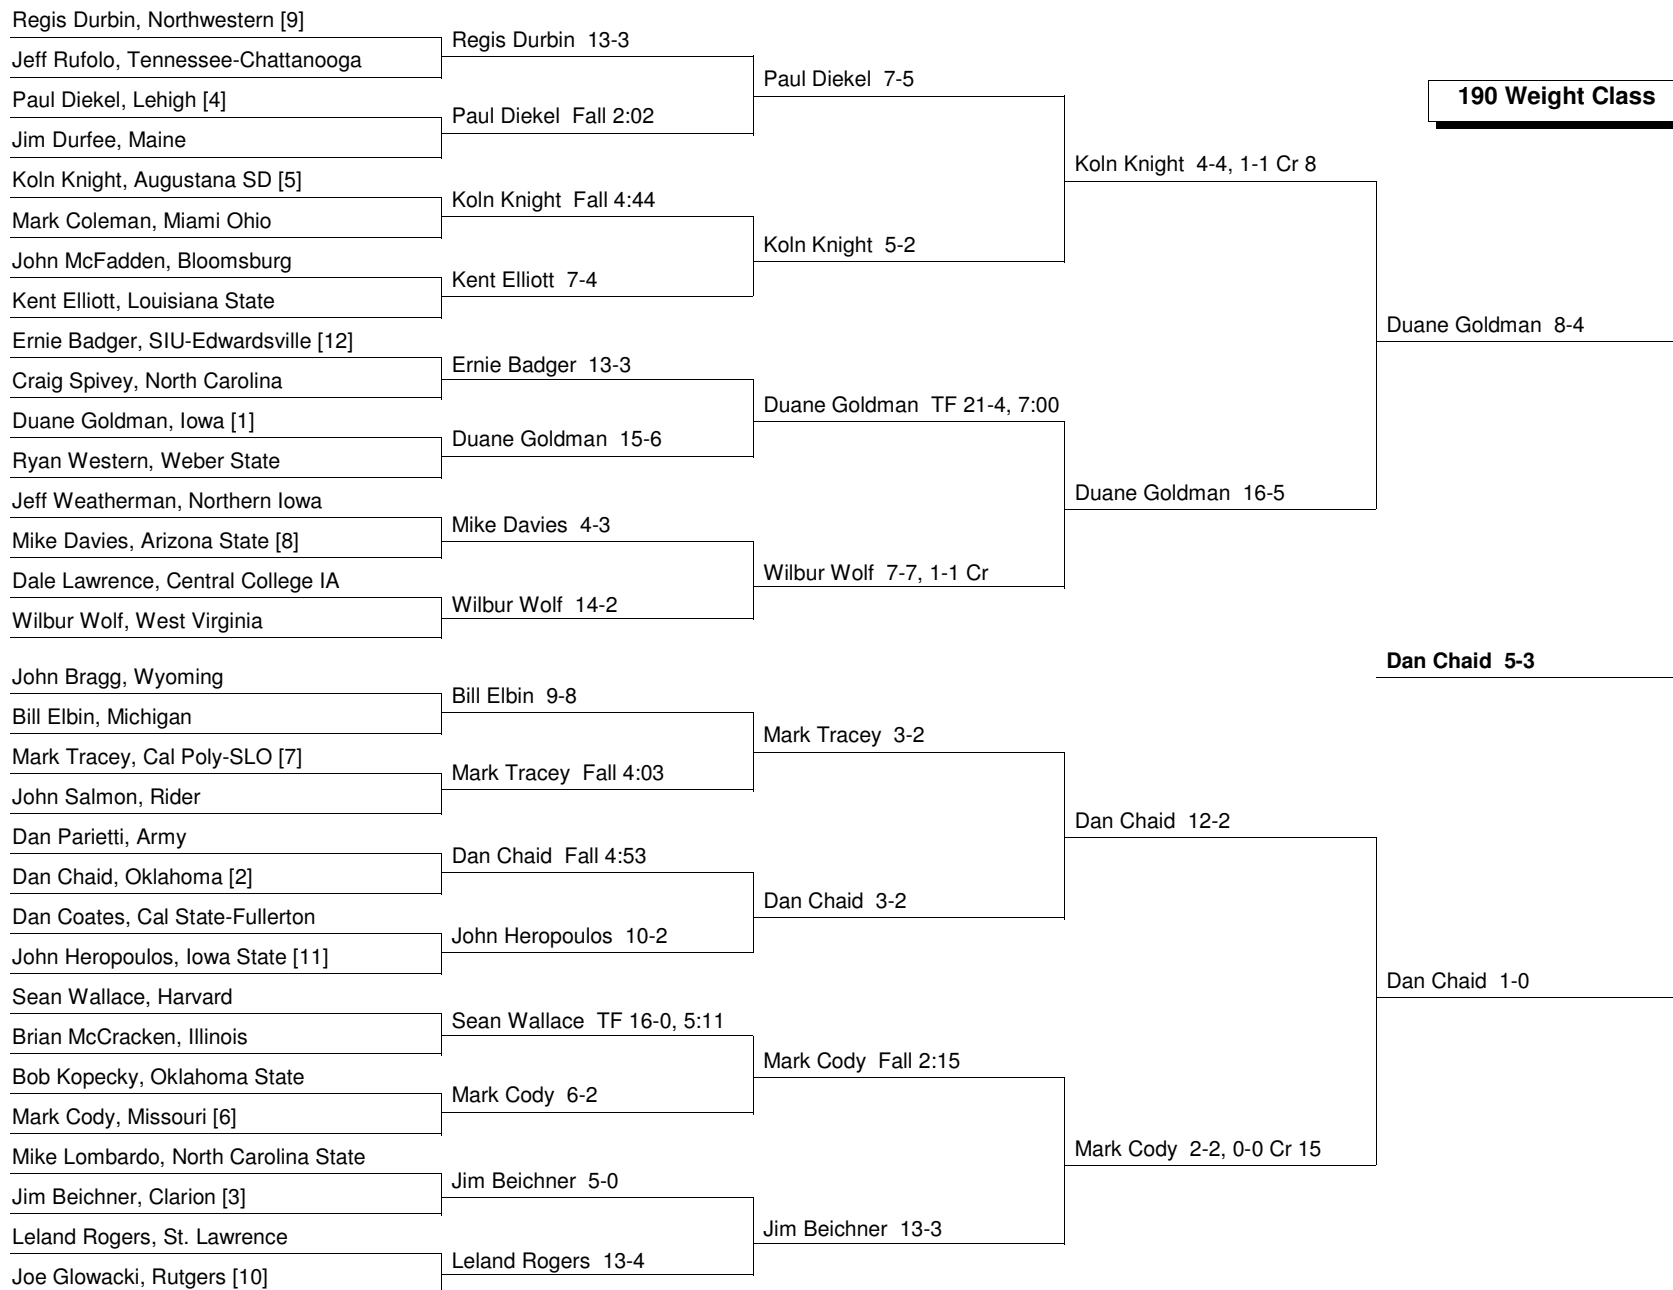 Regis Durbin, Northwestern [9]
Jeff Rufolo, Tennessee-Chattanooga
Paul Diekel, Lehigh [4]
Jim Durfee, Maine
Koln Knight, Augustana SD [5]
Mark Coleman, Miami Ohio
John McFadden, Bloomsburg
Kent Elliott, Louisiana State
Ernie Badger, SIU-Edwardsville [12]
Craig Spivey, North Carolina
Duane Goldman, Iowa [1]
Ryan Western, Weber State
Jeff Weatherman, Northern Iowa
Mike Davies, Arizona State [8]
Dale Lawrence, Central College IA
Wilbur Wolf, West Virginia
John Bragg, Wyoming
Bill Elbin, Michigan
Mark Tracey, Cal Poly-SLO [7]
John Salmon, Rider
Dan Parietti, Army
Dan Chaid, Oklahoma [2]
Dan Coates, Cal State-Fullerton
John Heropoulos, Iowa State [11]
Sean Wallace, Harvard
Brian McCracken, Illinois
Bob Kopecky, Oklahoma State
Mark Cody, Missouri [6]
Mike Lombardo, North Carolina State
Jim Beichner, Clarion [3]
Leland Rogers, St. Lawrence
Joe Glowacki, Rutgers [10]
Regis Durbin 13-3
Paul Diekel Fall 2:02
Koln Knight Fall 4:44
Kent Elliott 7-4
Ernie Badger 13-3
Duane Goldman 15-6
Mike Davies 4-3
Wilbur Wolf 14-2
Bill Elbin 9-8
Mark Tracey Fall 4:03
Dan Chaid Fall 4:53
John Heropoulos 10-2
Sean Wallace TF 16-0, 5:11
Mark Cody 6-2
Jim Beichner 5-0
Leland Rogers 13-4
Paul Diekel 7-5
Koln Knight 5-2
Duane Goldman TF 21-4, 7:00
Wilbur Wolf 7-7, 1-1 Cr
Mark Tracey 3-2
Dan Chaid 3-2
Mark Cody Fall 2:15
Jim Beichner 13-3
Koln Knight 4-4, 1-1 Cr 8
Duane Goldman 16-5
Dan Chaid 12-2
Mark Cody 2-2, 0-0 Cr 15
190 Weight Class
Duane Goldman 8-4
Dan Chaid 5-3
Dan Chaid 1-0